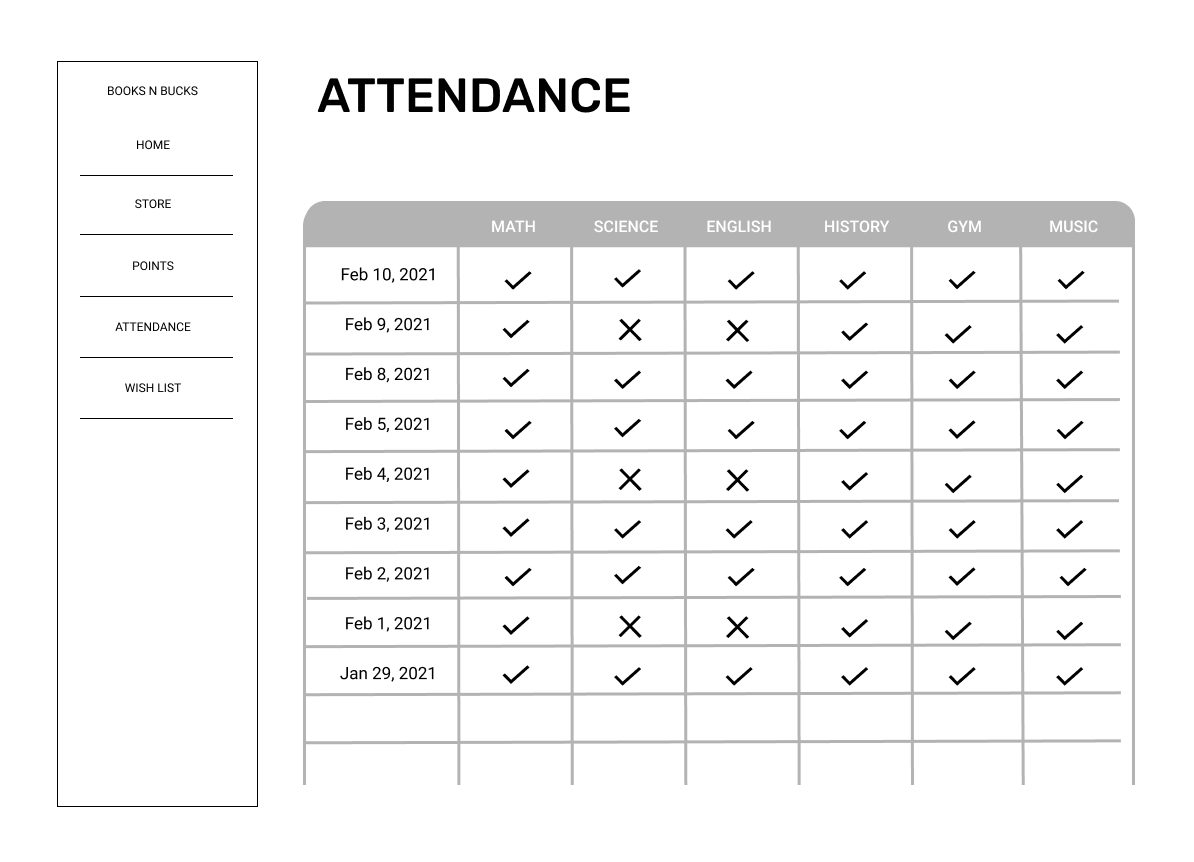 BOOKS N BUCKS
HOME
STORE
POINTS
ATTENDANCE
WISH LIST
ATTENDANCE
MATH SCIENCE ENGLISH HISTORY GYM MUSIC
Feb 10, 2021
Feb 9, 2021
Feb 8, 2021
Feb 5, 2021
Feb 4, 2021
Feb 3, 2021
Feb 2, 2021
Feb 1, 2021
Jan 29, 2021